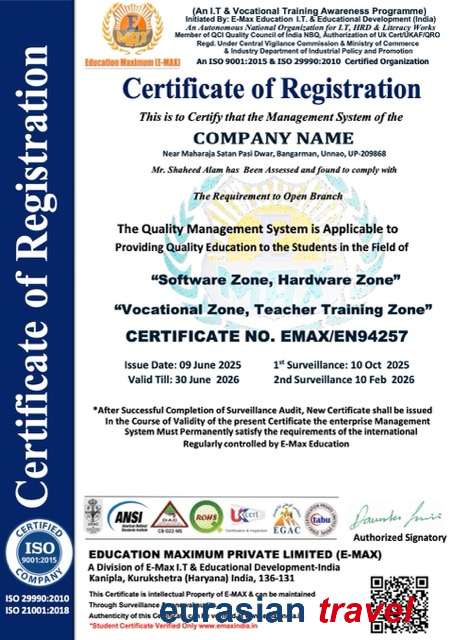 (An I.T & Vocational Training Awareness Programme)
Initiated By: E-Max Education I.T. & Educational Development (India)
An Autonomous National Organization for I.T, HRD & Literacy Works
Member of QCI Quality Council of India NBQ, Authorization of Uk Cert/UKAF/QRO
Regd. Under Central Vigilance Commission & Ministry of Commerce
& Industry Department of Industrial Policy and Promotion
An ISO 9001:2015 & ISO 29990:2010 Certified Organization
E-MAX
Education Maximum (E-MAX)
Certificate of Registration
Certificate of Registration
This is to Certify that the Management System of the
COMPANY NAME
Near Maharaja Satan Pasi Dwar, Bangarman, Unnao, UP-209868
Mr. Shaheed Alam has Been Assessed and found to comply with
The Requirement to Open Branch
The Quality Management System is Applicable to
Providing Quality Education to the Students in the Field of
“Software Zone, Hardware Zone”
“Vocational Zone, Teacher Training Zone”
CERTIFICATE NO. EMAX/EN94257
Issue Date: 09 June 2025 1st Surveillance: 10 Oct 2025
Valid Till: 30 June 2026 2nd Surveillance 10 Feb 2026
*After Successful Completion of Surveillance Audit, New Certificate shall be issued
In the Course of Validity of the present Certificate the enterprise Management
System Must Permanently satisfy the requirements of the international
Regularly controlled by E-Max Education
ANSI
DAC
CB-022-MS
ROHS
UKcert
EGAC
tabu
Authorized Signatory
CERTIFIED
ISO
9001:2015
COMPANY
ISO 29990:2010
ISO 21001:2018
EDUCATION MAXIMUM PRIVATE LIMITED (E-MAX)
A Division of E-Max I.T & Educational Development-India
Kanipla, Kurukshetra (Haryana) India, 136-131
This Certificate is intellectual Property of E-MAX & can be maintained
Through Surveillance
Authenticity of this Certificate
*Student Certificate Verified Only www.emaxindia.in
eurasian travel